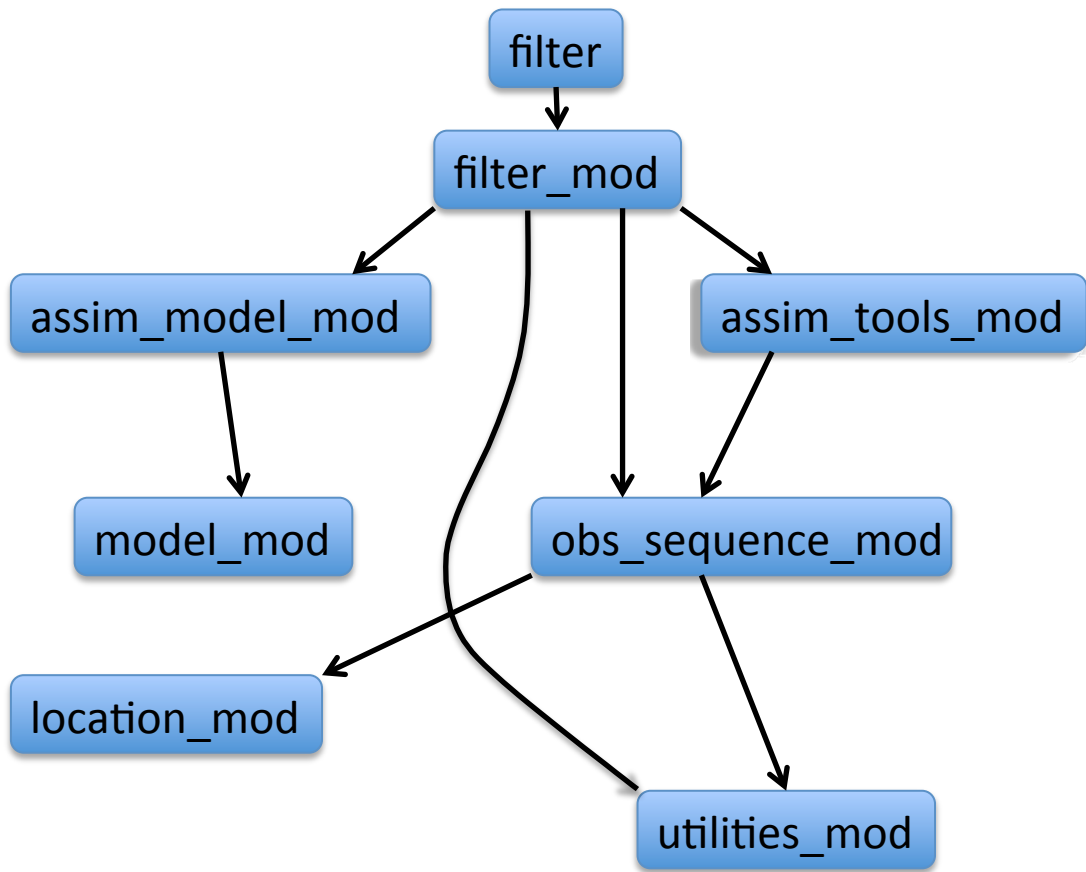 filter
filter_mod
assim_model_mod
assim_tools_mod
model_mod
obs_sequence_mod
location_mod
utilities_mod